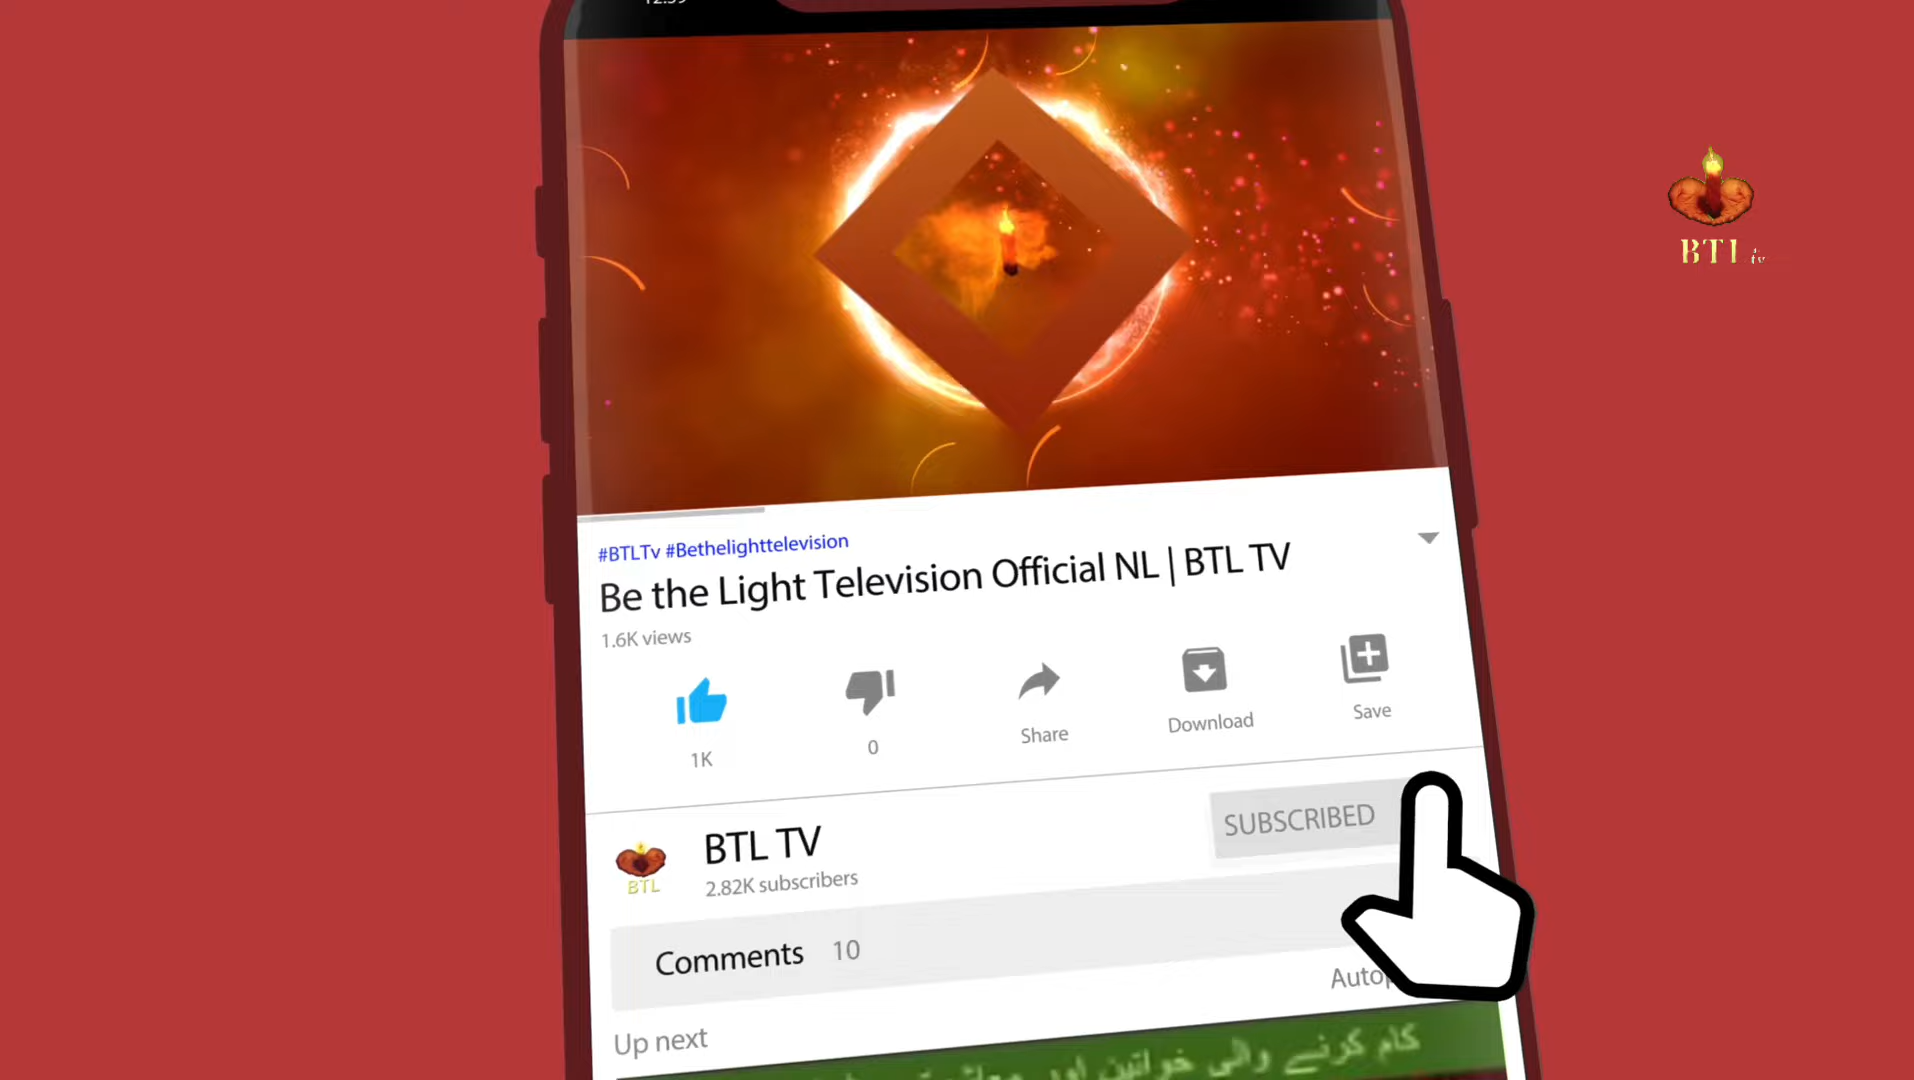 BTL tv
#BTLTv #Bethelighttelevision
Be the Light Television Official NL | BTL TV
1.6K views
1K
0
Share
Download
Save
BTL TV
2.82K subscribers
SUBSCRIBED
BTL
Comments 10
Up next
کام کرنے والی خواتین اور